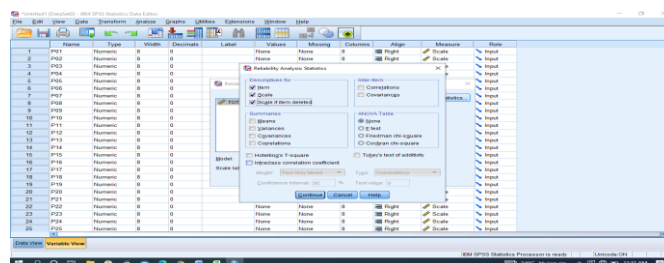 *Untitled1 [DataSet0] - IBM SPSS Statistics Data Editor
File Edit View Data Transform Analyze Graphs Utilities Extensions Window Help
Name Type Width Decimals Label Values Missing Columns Align Measure Role
1 P01 Numeric 8 0 None None 8 Right Scale Input
2 P02 Numeric 8 0 None None 8 Right Scale Input
3 P03 Numeric 8 0 Scale Input
4 P04 Numeric 8 0 Scale Input
5 P05 Numeric 8 0 Input
6 P06 Numeric 8 0 Input
7 P07 Numeric 8 0 Input
8 P08 Numeric 8 0 Input
9 P09 Numeric 8 0 Input
10 P10 Numeric 8 0 Input
11 P11 Numeric 8 0 Input
12 P12 Numeric 8 0 Input
13 P13 Numeric 8 0 Input
14 P14 Numeric 8 0 Input
15 P15 Numeric 8 0 Input
16 P16 Numeric 8 0 Input
17 P17 Numeric 8 0 Input
18 P18 Numeric 8 0 Input
19 P19 Numeric 8 0 Input
20 P20 Numeric 8 0 Scale Input
21 P21 Numeric 8 0 Scale Input
22 P22 Numeric 8 0 None None 8 Right Scale Input
23 P23 Numeric 8 0 None None 8 Right Scale Input
24 P24 Numeric 8 0 None None 8 Right Scale Input
25 P25 Numeric 8 0 None None 8 Right Scale Input
Statistics...
Model:
Scale label
Reliability Analysis: Statistics
Descriptives for
Item
Scale
Scale if item deleted
Inter-Item
Correlations
Covariances
Summaries
Means
Variances
Covariances
Correlations
ANOVA Table
None
F test
Friedman chi-square
Cochran chi-square
Hotelling's T-square
Tukey's test of additivity
Intraclass correlation coefficient
Model: Two-Way Mixed Type: Consistency
Confidence interval: 95 % Test value: 0
Continue Cancel Help
Data View Variable View
IBM SPSS Statistics Processor is ready Unicode:ON